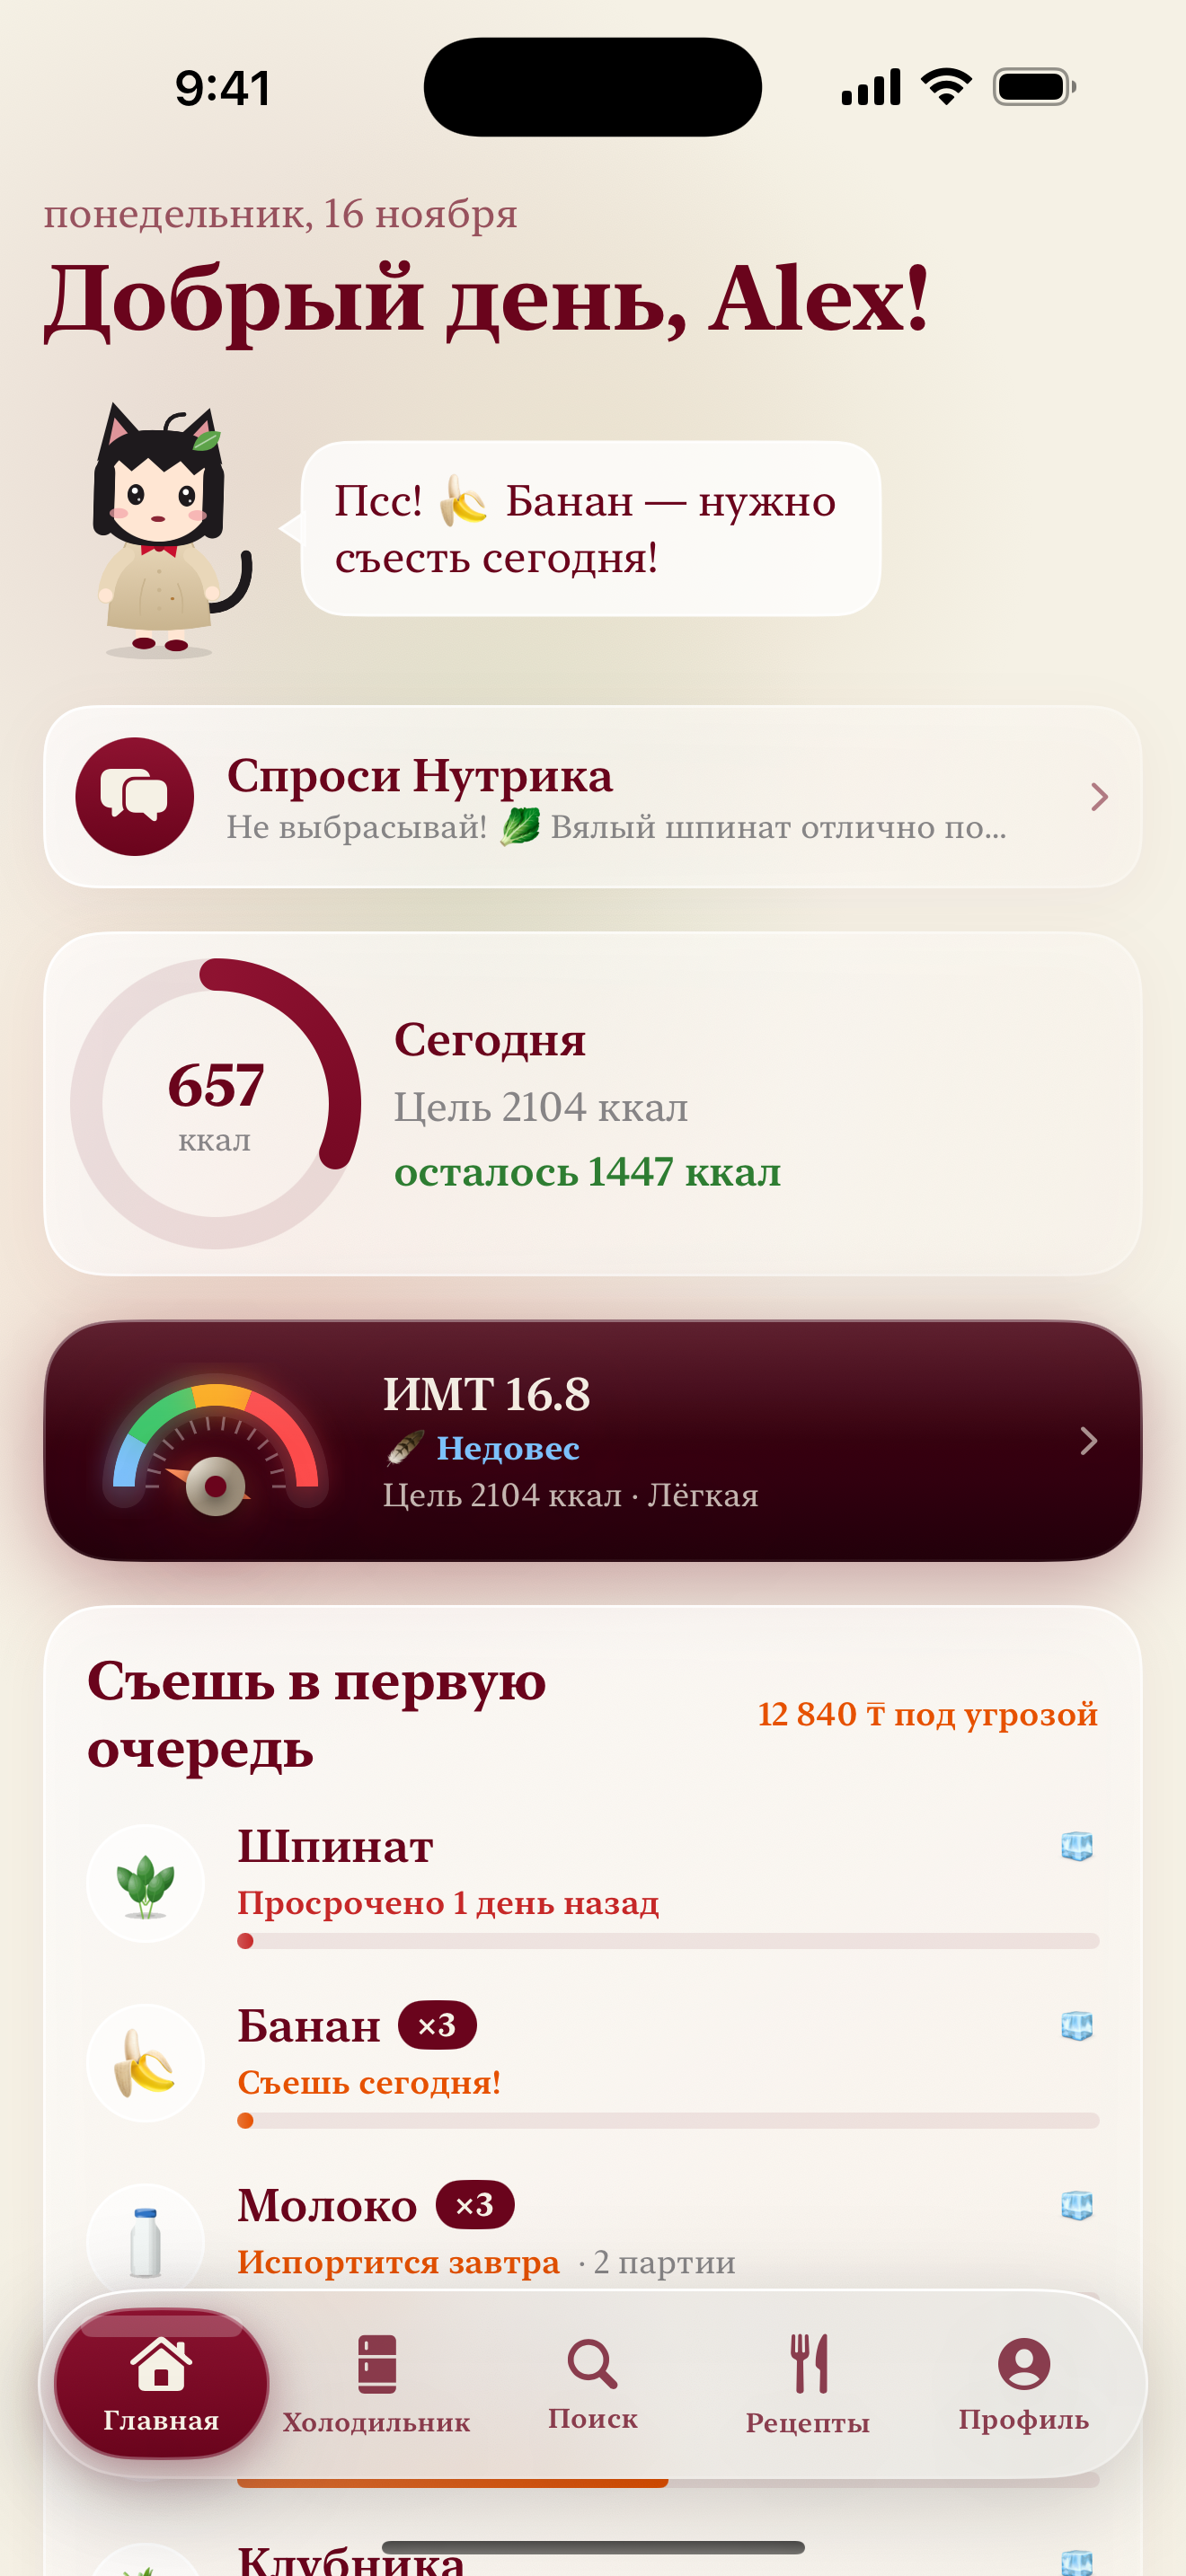 9:41
понедельник, 16 ноября
Добрый день, Alex!
Псс! 🍌 Банан — нужно
съесть сегодня!
Спроси Нутрика
Не выбрасывай! 🥬 Вялый шпинат отлично по...
657
ккал
Сегодня
Цель 2104 ккал
осталось 1447 ккал
ИМТ 16.8
🪶 Недовес
Цель 2104 ккал · Лёгкая
Съешь в первую
очередь
12 840 ₸ под угрозой
Шпинат
Просрочено 1 день назад
Банан ×3
Съешь сегодня!
Молоко ×3
Испортится завтра · 2 партии
Главная
Холодильник
Поиск
Рецепты
Профиль
Клубника